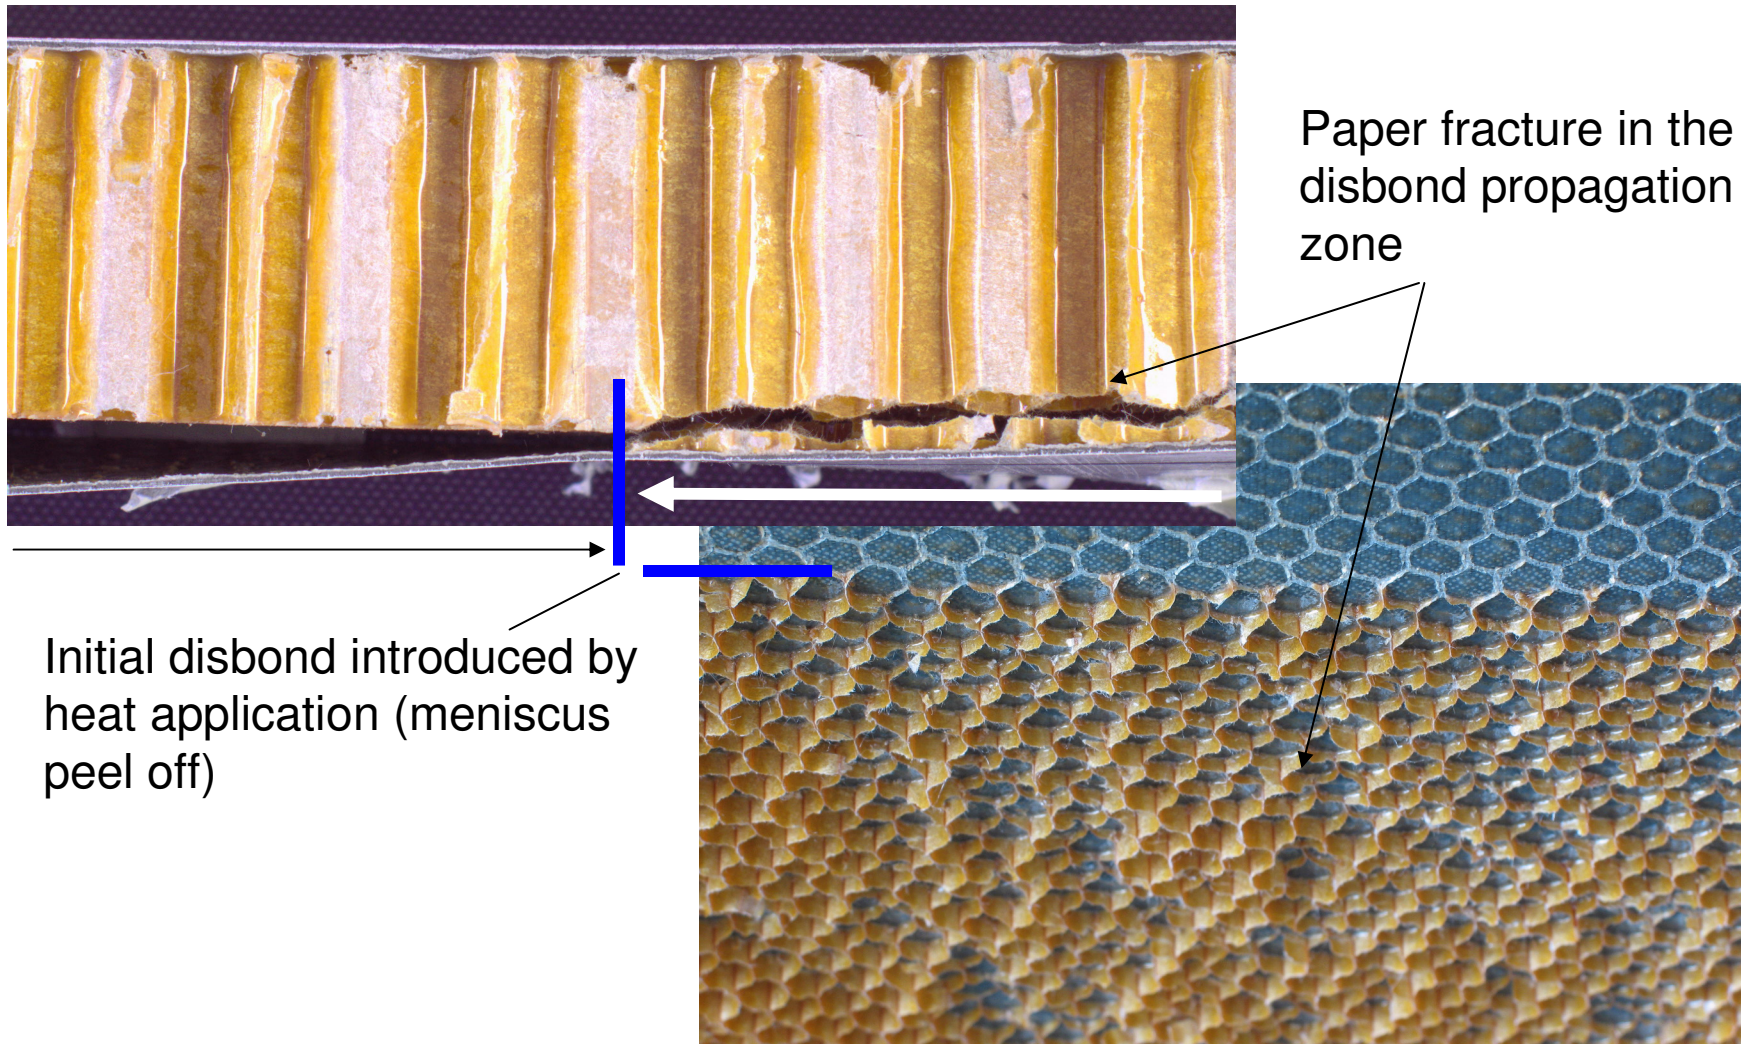 Paper fracture in the
disbond propagation
zone
Initial disbond introduced by
heat application (meniscus
peel off)